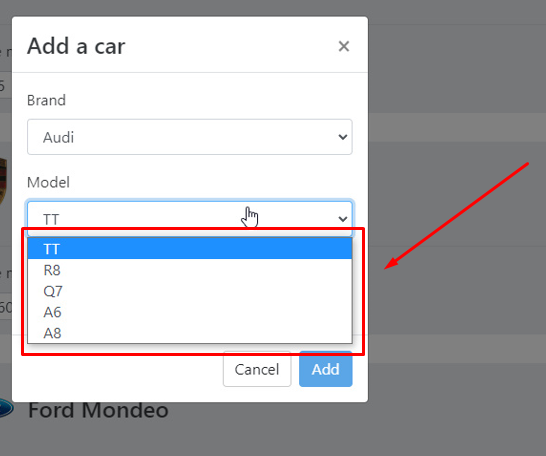 Add a car
×
Brand
Audi
Model
TT
TT
R8
Q7
A6
A8
Cancel Add
Ford Mondeo